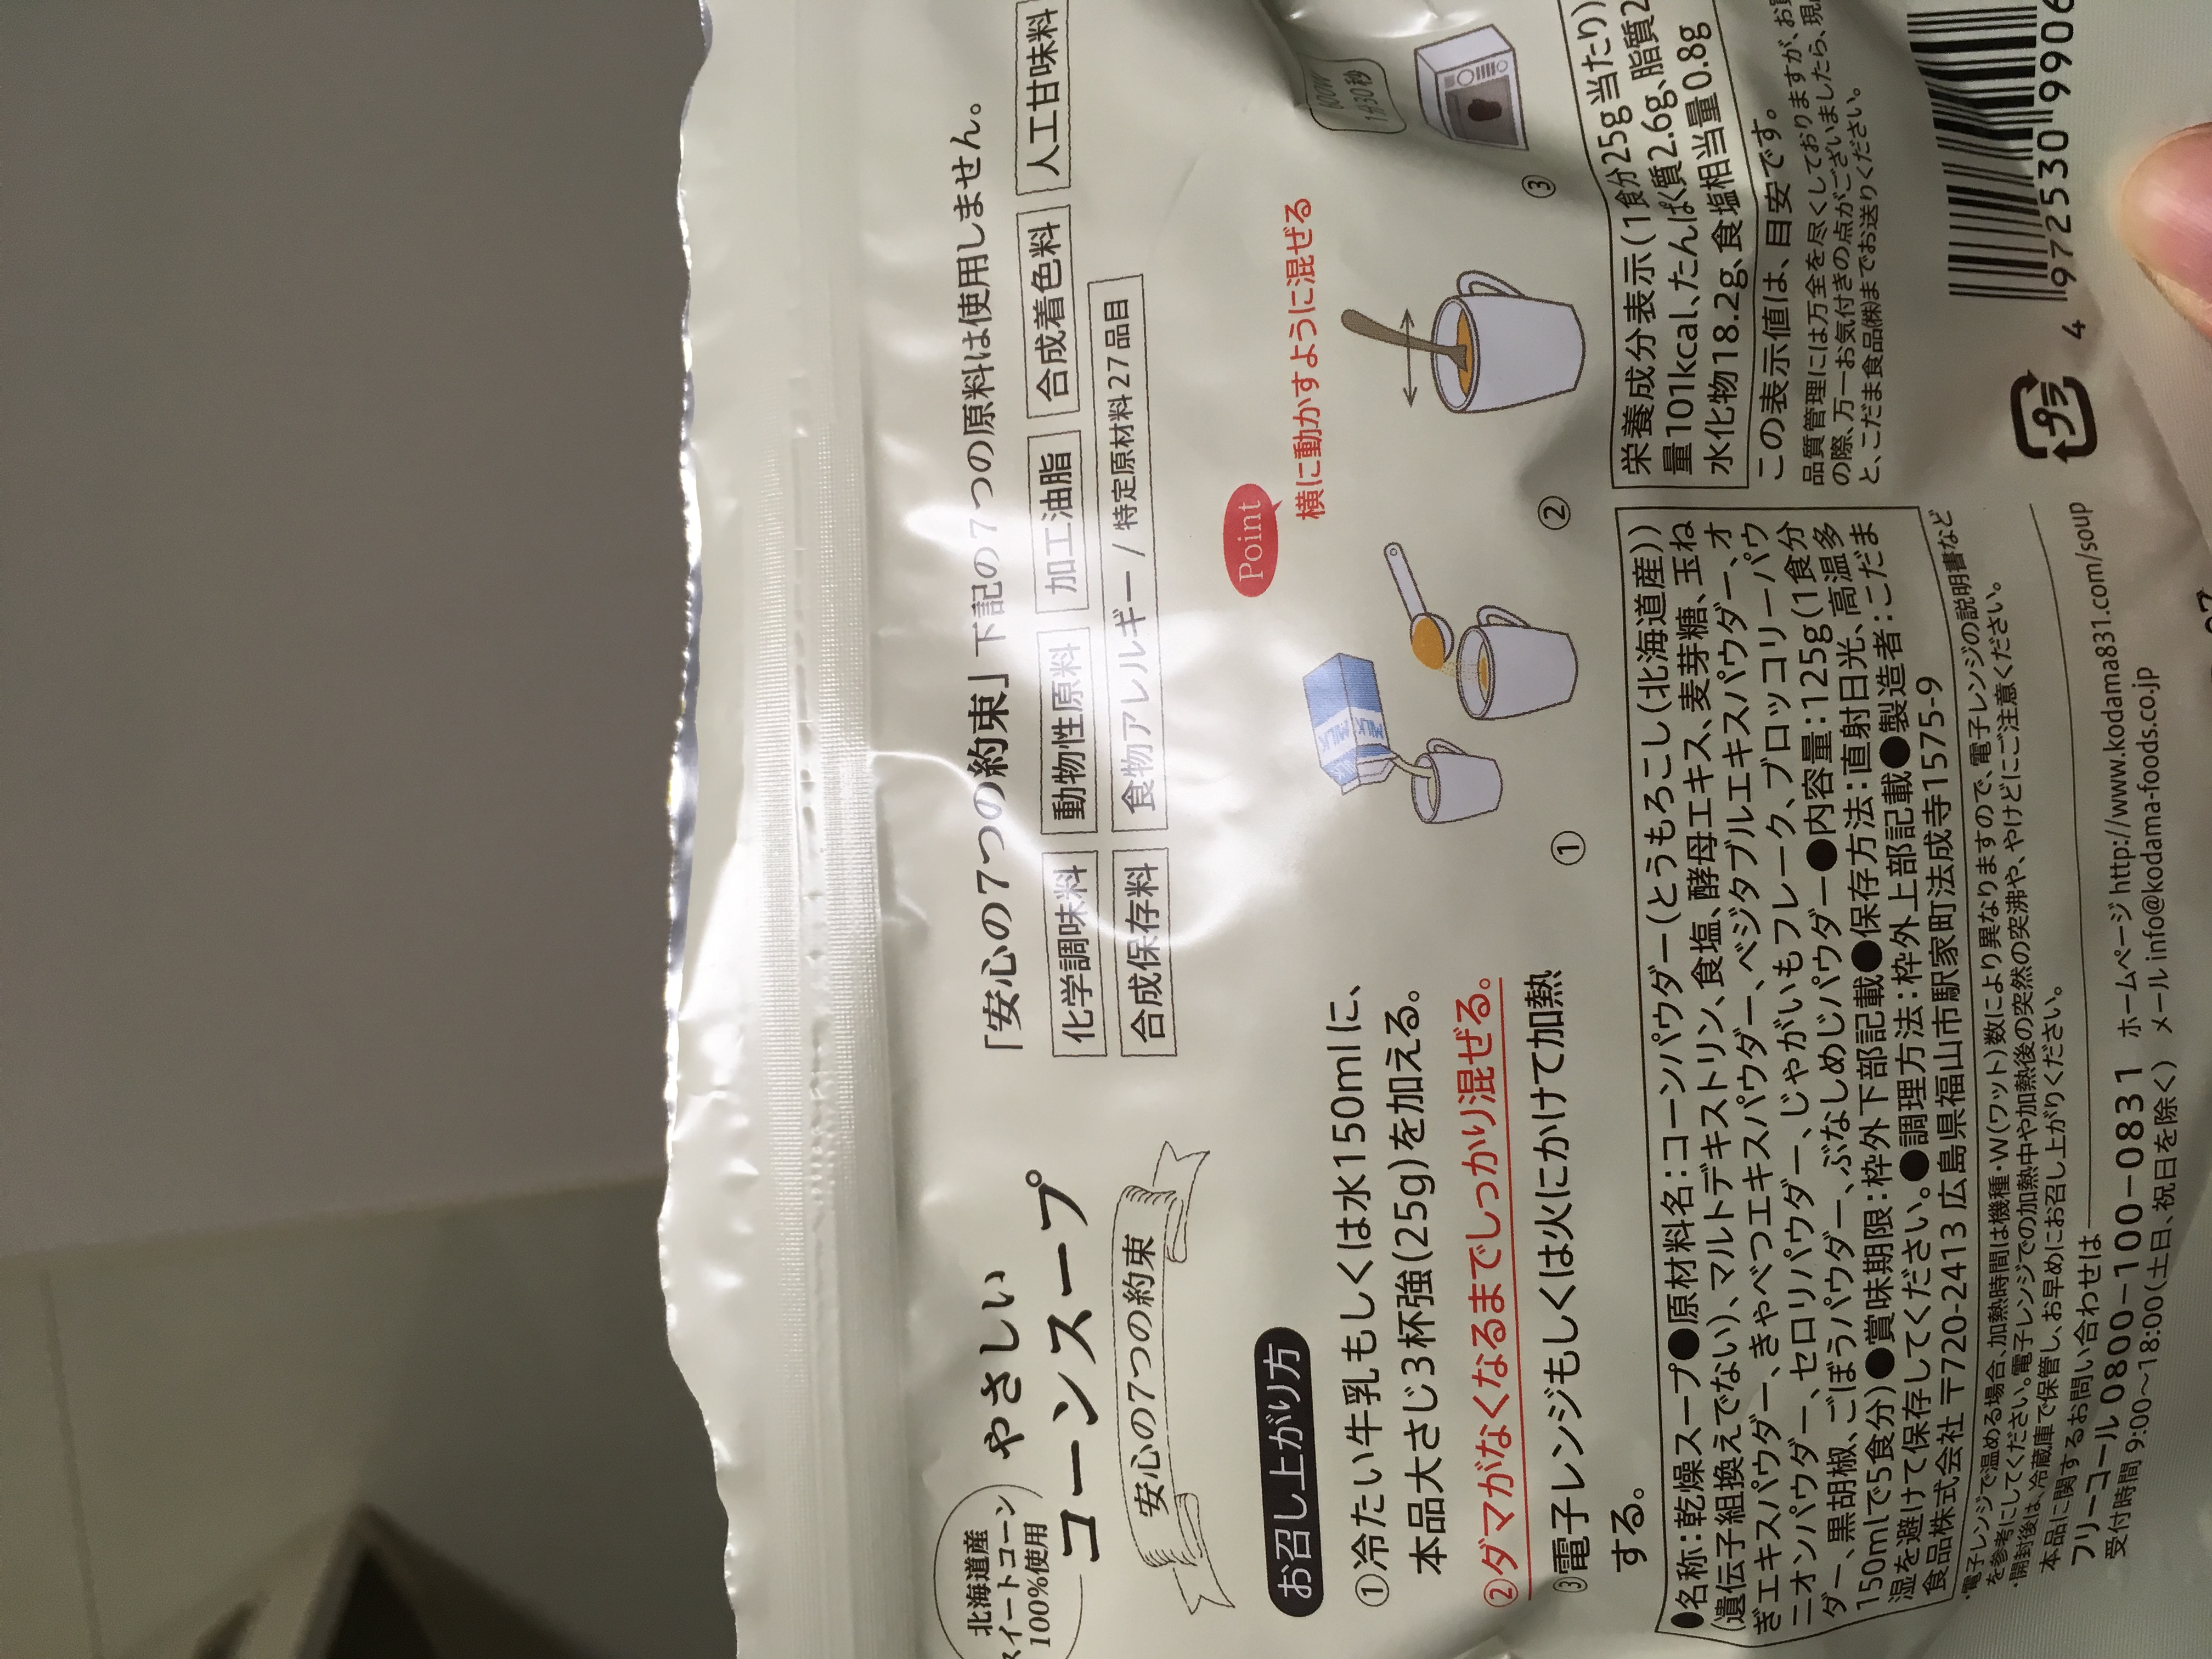 北海道産
スイートコーン
100%使用
やさしい
コーンスープ
安心の7つの約束
「安心の7つの約束」下記の7つの原料は使用しません。
化学調味料 動物性原料 加工油脂 合成着色料 人工甘味料
合成保存料 食物アレルギー / 特定原材料27品目
お召し上がり方
①冷たい牛乳もしくは水150mlに、
本品大さじ3杯強(25g)を加える。
②ダマがなくなるまでしっかり混ぜる。
③電子レンジもしくは火にかけて加熱
する。
Point
横に動かすように混ぜる
MILK
MILK
600W
1分30秒
① ② ③
●名称:乾燥スープ●原材料名:コーンパウダー(とうもろこし(北海道産))
(遺伝子組換えでない)、マルトデキストリン、食塩、酵母エキス、麦芽糖、玉ね
ぎエキスパウダー、きゃべつエキスパウダー、ベジタブルエキスパウダー、オ
ニオンパウダー、セロリパウダー、じゃがいもフレーク、ブロッコリーパウ
ダー、黒胡椒、ごぼうパウダー、ぶなしめじパウダー●内容量:125g(1食分
150mlで5食分)●賞味期限:枠外下部記載●保存方法:直射日光、高温多
湿を避けて保存してください。●調理方法:枠外上部記載●製造者:こだま
食品株式会社 〒720-2413 広島県福山市駅家町法成寺1575-9
栄養成分表示(1食分25g当たり)
量101kcal、たんぱく質2.6g、脂質2
水化物18.2g、食塩相当量0.8g
この表示値は、目安です。
品質管理には万全を尽くしておりますが、お買
の際、万一お気付きの点がございましたら、現
と、こだま食品(株)までお送りください。
・電子レンジで温める場合、加熱時間は機種・W(ワット)数により異なりますので、電子レンジの説明書など
を参考にしてください。電子レンジでの加熱中や加熱後の突然の突沸や、やけどにご注意ください。
・開封後は、冷蔵庫で保管し、お早めにお召し上がりください。
本品に関するお問い合わせは
フリーコール 0800-100-0831 ホームページ http://www.kodama831.com/soup
受付時間 9:00～18:00(土日、祝日を除く) メール info@kodama-foods.co.jp
プラ
4 972530 9906